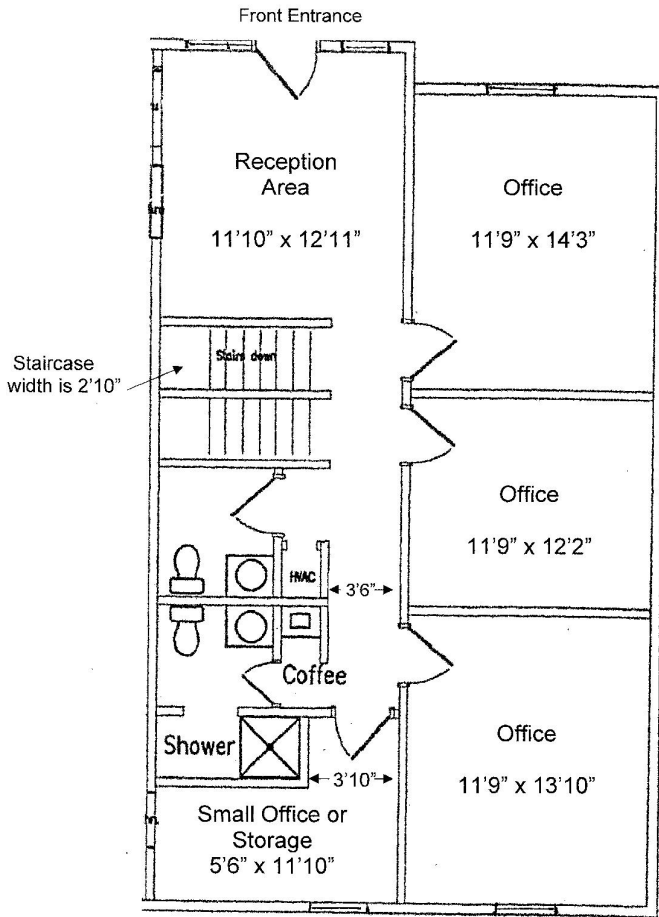 Front Entrance
Reception
Area
11’10” x 12’11”
Office
11’9” x 14’3”
Stairs down
Staircase
width is 2’10”
Office
11’9” x 12’2”
HVAC
3’6”
Coffee
Office
11’9” x 13’10”
Shower
3’10”
Small Office or
Storage
5’6” x 11’10”